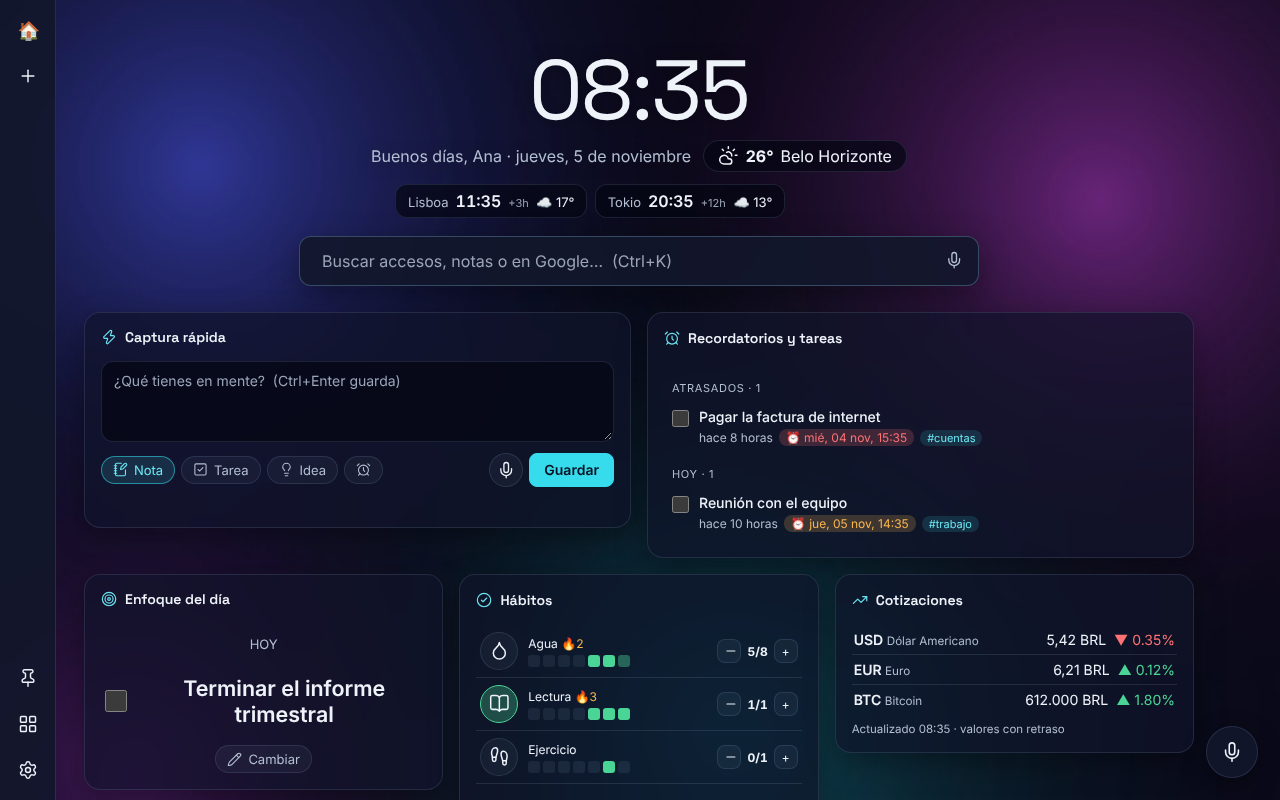 08:35
Buenos días, Ana · jueves, 5 de noviembre
26° Belo Horizonte
Lisboa 11:35 +3h ☁️ 17°
Tokio 20:35 +12h ☁️ 13°
Buscar accesos, notas o en Google... (Ctrl+K)
Captura rápida
¿Qué tienes en mente? (Ctrl+Enter guarda)
Nota
Tarea
Idea
Guardar
Recordatorios y tareas
ATRASADOS · 1
Pagar la factura de internet
hace 8 horas ⏰ mié, 04 nov, 15:35 #cuentas
HOY · 1
Reunión con el equipo
hace 10 horas ⏰ jue, 05 nov, 14:35 #trabajo
Enfoque del día
HOY
Terminar el informe
trimestral
Cambiar
Hábitos
Agua 🔥2
− 5/8 +
Lectura 🔥3
− 1/1 +
Ejercicio
− 0/1 +
Cotizaciones
USD Dólar Americano 5,42 BRL ▼ 0.35%
EUR Euro 6,21 BRL ▲ 0.12%
BTC Bitcoin 612.000 BRL ▲ 1.80%
Actualizado 08:35 · valores con retraso